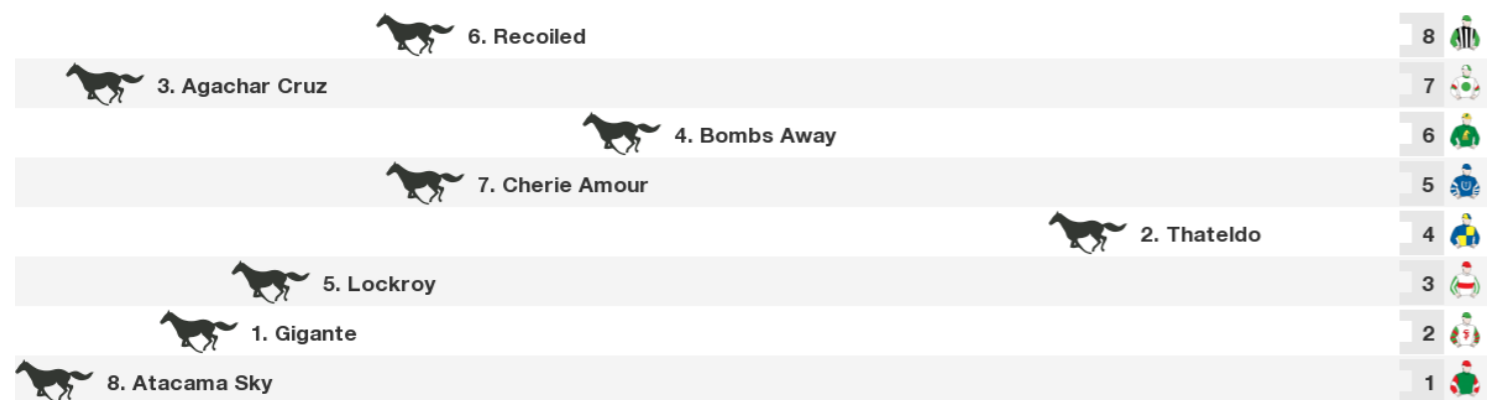 6. Recoiled 8
3. Agachar Cruz 7
4. Bombs Away 6
7. Cherie Amour 5
2. Thateldo 4
5. Lockroy 3
1. Gigante 2
8. Atacama Sky 1